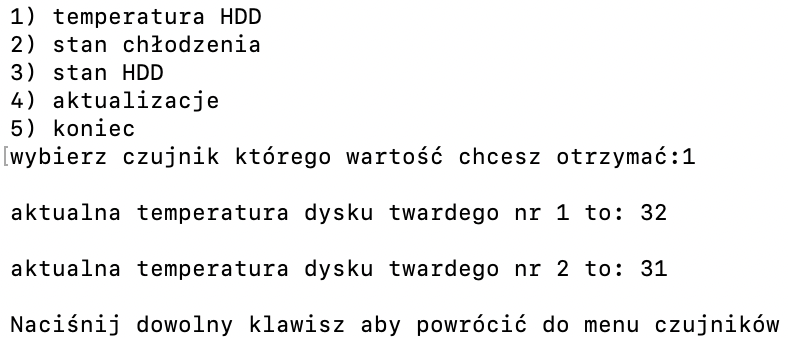 1) temperatura HDD
2) stan chłodzenia
3) stan HDD
4) aktualizacje
5) koniec
[wybierz czujnik którego wartość chcesz otrzymać:1
aktualna temperatura dysku twardego nr 1 to: 32
aktualna temperatura dysku twardego nr 2 to: 31
Naciśnij dowolny klawisz aby powrócić do menu czujników